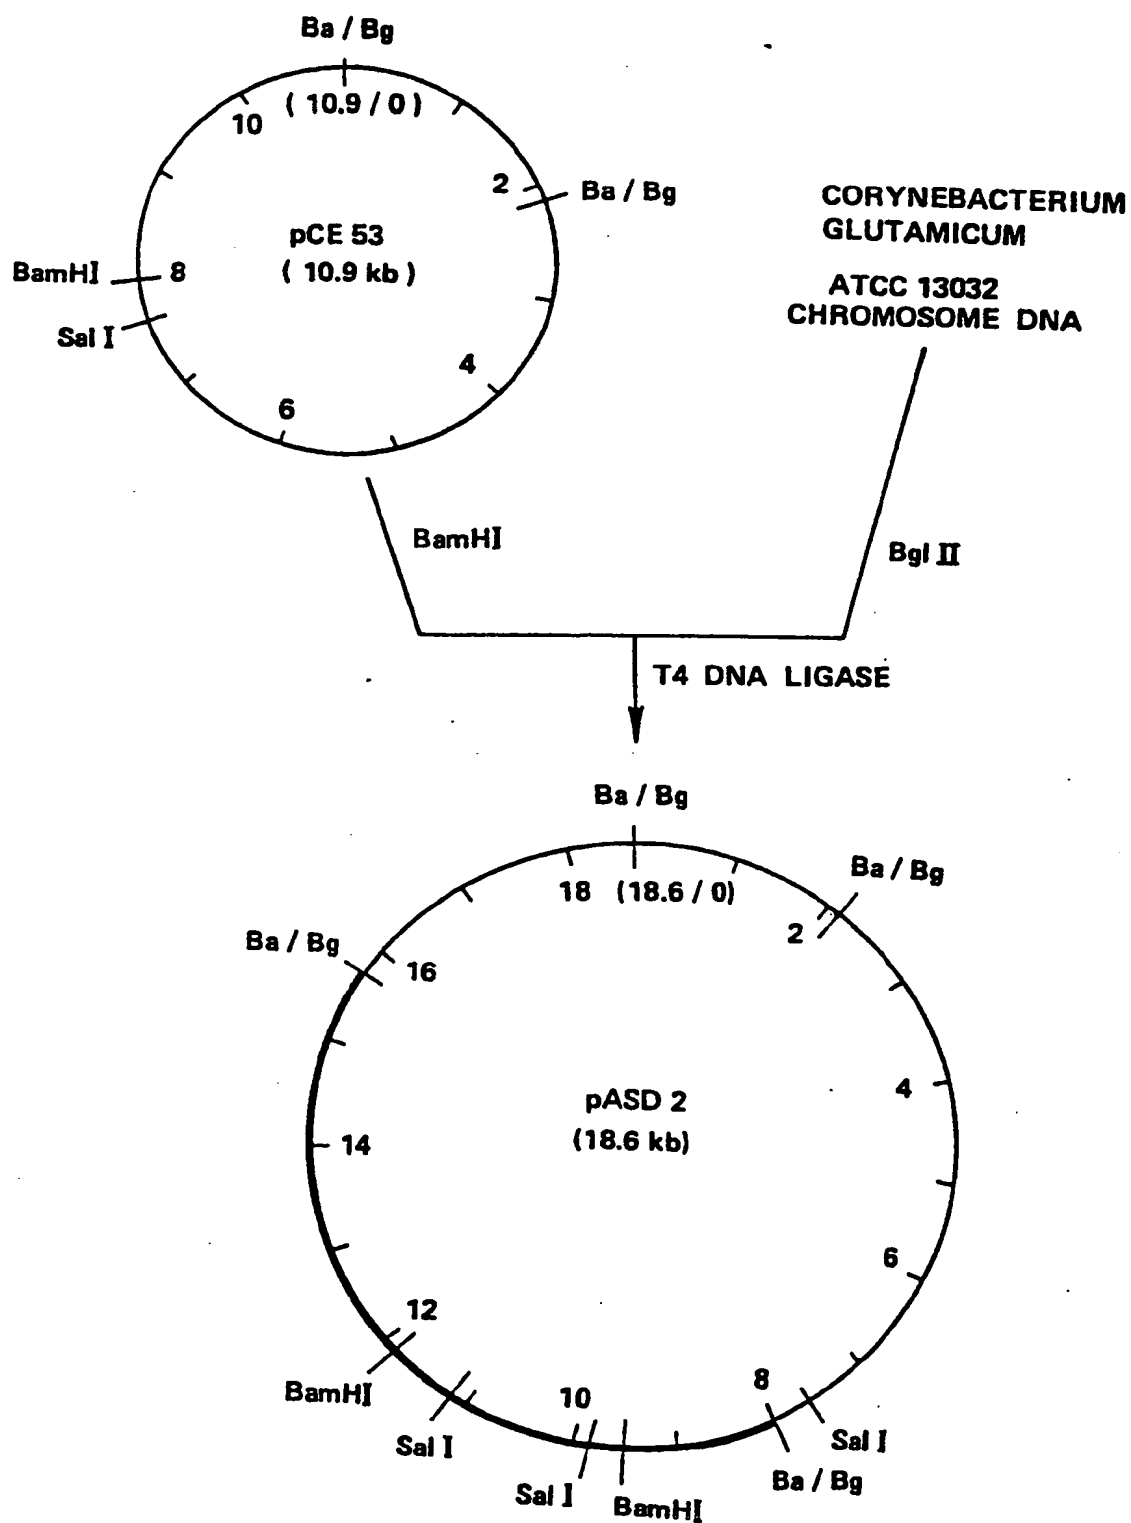 Ba / Bg
10
( 10.9 / 0 )
2
Ba / Bg
pCE 53
( 10.9 kb )
BamHI
8
Sal I
4
6
CORYNEBACTERIUM
GLUTAMICUM
ATCC 13032
CHROMOSOME DNA
BamHI
Bgl II
T4 DNA LIGASE
Ba / Bg
18
(18.6 / 0)
Ba / Bg
2
Ba / Bg
16
4
pASD 2
(18.6 kb)
14
6
12
BamHI
Sal I
10
8
Sal I
Ba / Bg
Sal I
BamHI